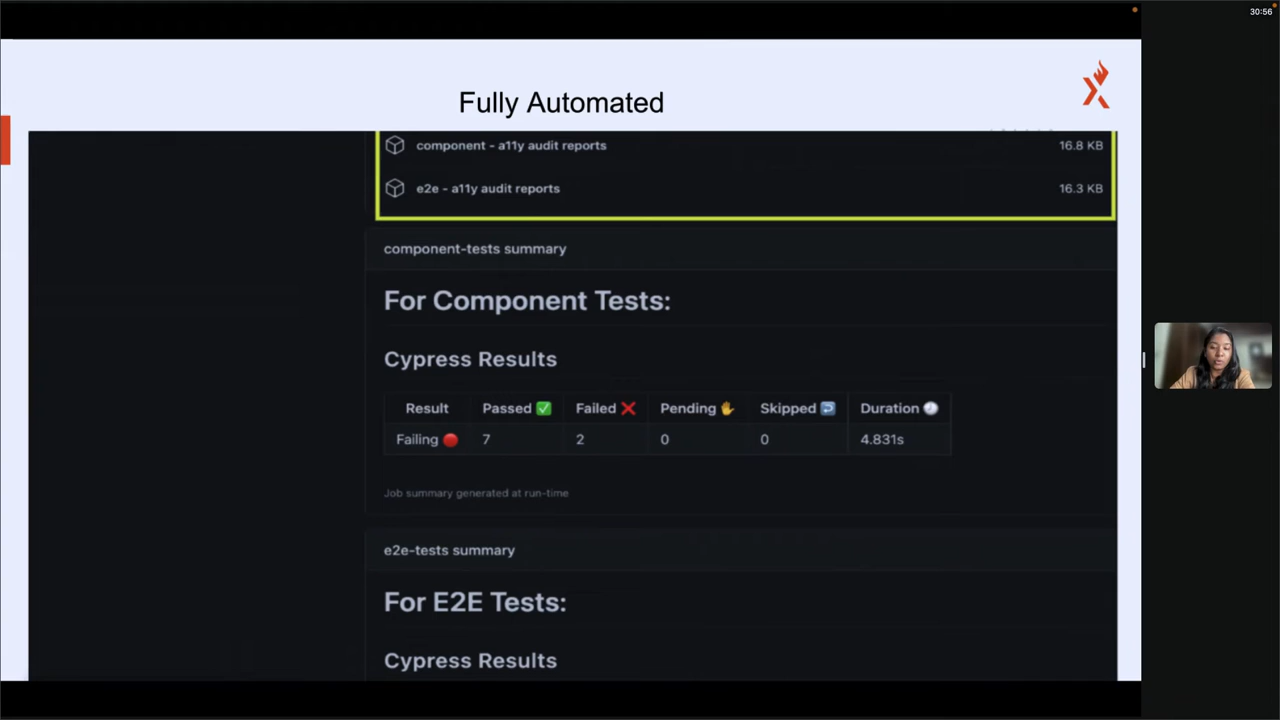 30:56
Fully Automated
component - a11y audit reports 16.8 KB
e2e - a11y audit reports 16.3 KB
component-tests summary
For Component Tests:
Cypress Results
Result Passed ✅ Failed ❌ Pending ✋ Skipped ↩️ Duration 🕗
Failing 🔴 7 2 0 0 4.831s
Job summary generated at run-time
e2e-tests summary
For E2E Tests:
Cypress Results